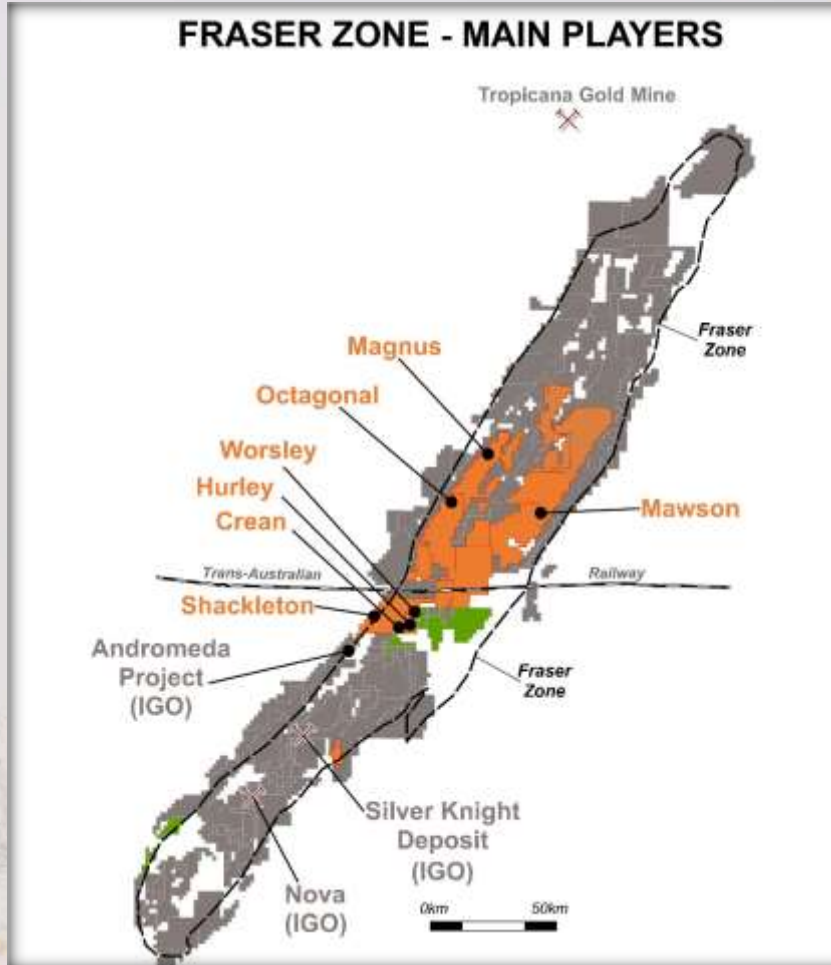 FRASER ZONE - MAIN PLAYERS
Tropicana Gold Mine
Fraser
Zone
Magnus
Octagonal
Worsley
Hurley
Crean
Mawson
Trans-Australian
Railway
Shackleton
Andromeda
Project
(IGO)
Fraser
Zone
Silver Knight
Deposit
(IGO)
Nova
(IGO)
0km
50km